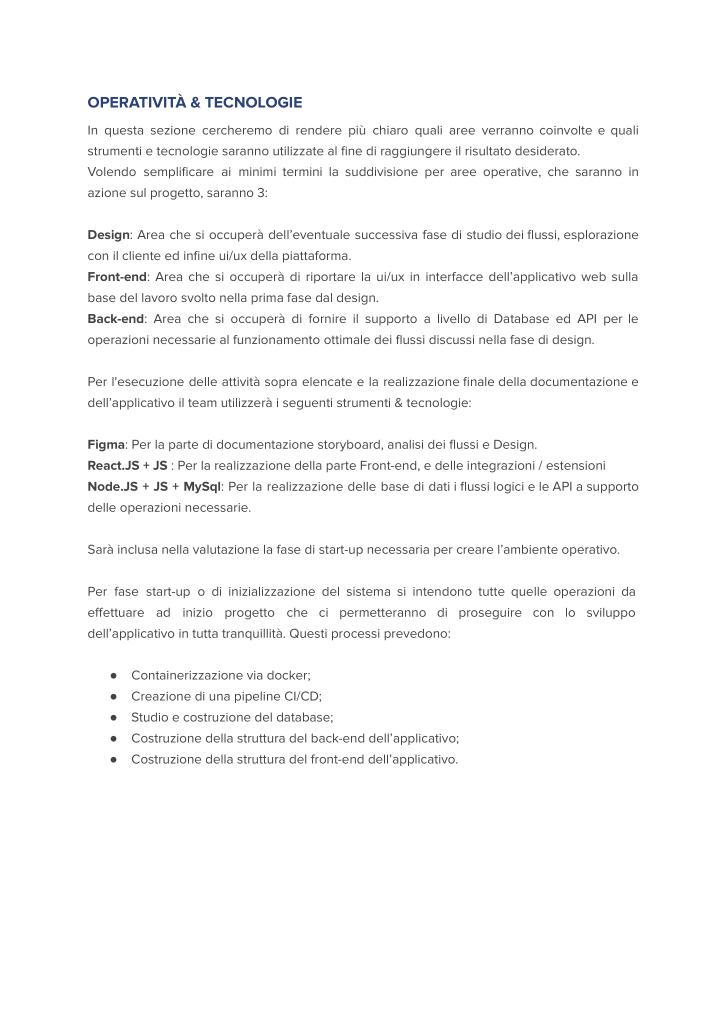 OPERATIVITÀ & TECNOLOGIE
In questa sezione cercheremo di rendere più chiaro quali aree verranno coinvolte e quali
strumenti e tecnologie saranno utilizzate al fine di raggiungere il risultato desiderato.
Volendo semplificare ai minimi termini la suddivisione per aree operative, che saranno in
azione sul progetto, saranno 3:
Design: Area che si occuperà dell'eventuale successiva fase di studio dei flussi, esplorazione
con il cliente ed infine ui/ux della piattaforma.
Front-end: Area che si occuperà di riportare la ui/ux in interfacce dell'applicativo web sulla
base del lavoro svolto nella prima fase dal design.
Back-end: Area che si occuperà di fornire il supporto a livello di Database ed API per le
operazioni necessarie al funzionamento ottimale dei flussi discussi nella fase di design.
Per l'esecuzione delle attività sopra elencate e la realizzazione finale della documentazione e
dell'applicativo il team utilizzerà i seguenti strumenti & tecnologie:
Figma: Per la parte di documentazione storyboard, analisi dei flussi e Design.
React.JS + JS : Per la realizzazione della parte Front-end, e delle integrazioni / estensioni
Node.JS + JS + MySql: Per la realizzazione delle base di dati i flussi logici e le API a supporto
delle operazioni necessarie.
Sarà inclusa nella valutazione la fase di start-up necessaria per creare l'ambiente operativo.
Per fase start-up o di inizializzazione del sistema si intendono tutte quelle operazioni da
effettuare ad inizio progetto che ci permetteranno di proseguire con lo sviluppo
dell'applicativo in tutta tranquillità. Questi processi prevedono:
● Containerizzazione via docker;
● Creazione di una pipeline CI/CD;
● Studio e costruzione del database;
● Costruzione della struttura del back-end dell'applicativo;
● Costruzione della struttura del front-end dell'applicativo.